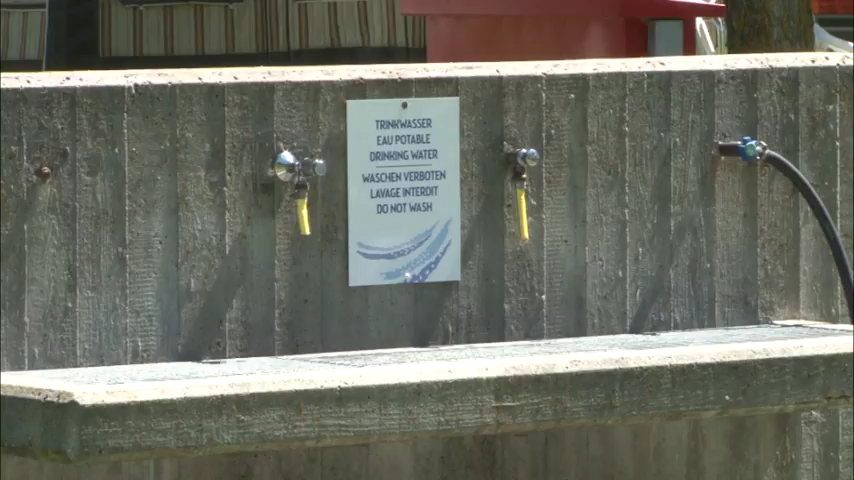 TRINKWASSER
EAU POTABLE
DRINKING WATER
WASCHEN VERBOTEN
LAVAGE INTERDIT
DO NOT WASH